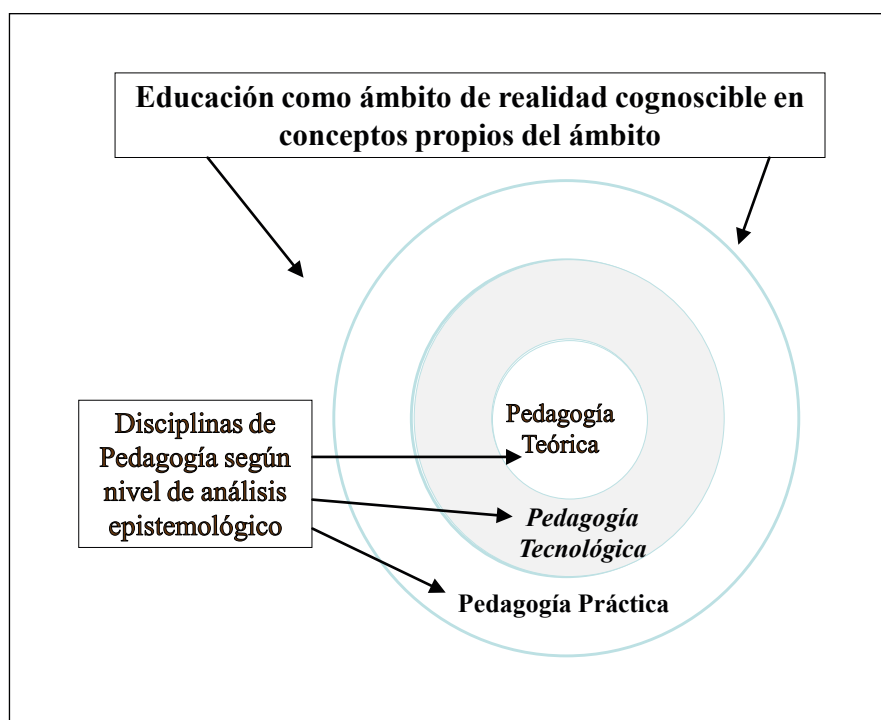 Educación como ámbito de realidad cognoscible en
conceptos propios del ámbito
Disciplinas de
Pedagogía según
nivel de análisis
epistemológico
Pedagogía
Teórica
Pedagogía
Tecnológica
Pedagogía Práctica